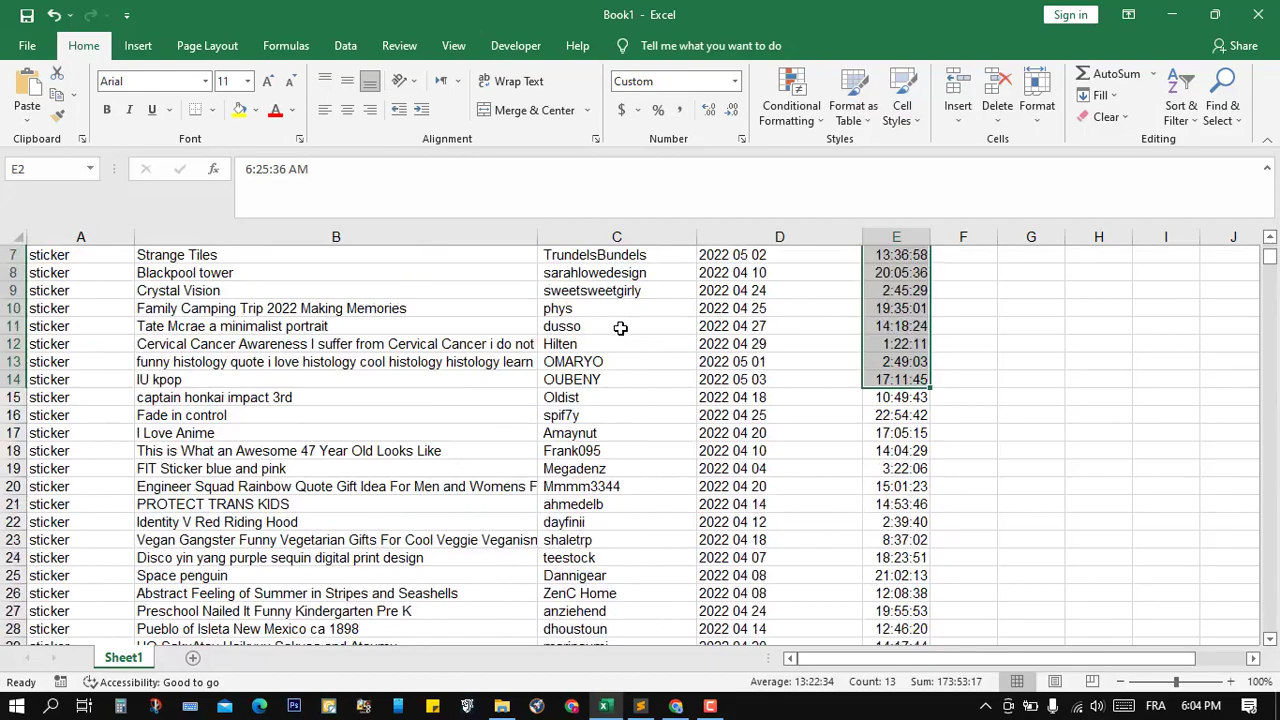 Book1 - Excel
Sign in
File Home Insert Page Layout Formulas Data Review View Developer Help Tell me what you want to do Share
Paste
Arial 11
B I U
Wrap Text
Merge & Center
Custom
$ % ,
Conditional Formatting
Format as Table
Cell Styles
Insert
Delete
Format
AutoSum
Fill
Clear
Sort & Filter
Find & Select
Clipboard Font Alignment Number Styles Cells Editing
E2 fx 6:25:36 AM
A B C D E F G H I J
7 sticker Strange Tiles TrundelsBundels 2022 05 02 13:36:58
8 sticker Blackpool tower sarahlowedesign 2022 04 10 20:05:36
9 sticker Crystal Vision sweetsweetgirly 2022 04 24 2:45:29
10 sticker Family Camping Trip 2022 Making Memories phys 2022 04 25 19:35:01
11 sticker Tate Mcrae a minimalist portrait dusso 2022 04 27 14:18:24
12 sticker Cervical Cancer Awareness I suffer from Cervical Cancer i do not Hilten 2022 04 29 1:22:11
13 sticker funny histology quote i love histology cool histology histology learn OMARYO 2022 05 01 2:49:03
14 sticker IU kpop OUBENY 2022 05 03 17:11:45
15 sticker captain honkai impact 3rd Oldist 2022 04 18 10:49:43
16 sticker Fade in control spif7y 2022 04 25 22:54:42
17 sticker I Love Anime Amaynut 2022 04 20 17:05:15
18 sticker This is What an Awesome 47 Year Old Looks Like Frank095 2022 04 10 14:04:29
19 sticker FIT Sticker blue and pink Megadenz 2022 04 04 3:22:06
20 sticker Engineer Squad Rainbow Quote Gift Idea For Men and Womens F Mmmm3344 2022 04 20 15:01:23
21 sticker PROTECT TRANS KIDS ahmedelb 2022 04 14 14:53:46
22 sticker Identity V Red Riding Hood dayfinii 2022 04 12 2:39:40
23 sticker Vegan Gangster Funny Vegetarian Gifts For Cool Veggie Veganism shaletrp 2022 04 18 8:37:02
24 sticker Disco yin yang purple sequin digital print design teestock 2022 04 07 18:23:51
25 sticker Space penguin Dannigear 2022 04 08 21:02:13
26 sticker Abstract Feeling of Summer in Stripes and Seashells ZenC Home 2022 04 08 12:08:38
27 sticker Preschool Nailed It Funny Kindergarten Pre K anziehend 2022 04 24 19:55:53
28 sticker Pueblo of Isleta New Mexico ca 1898 dhoustoun 2022 04 14 12:46:20
Sheet1
Ready Accessibility: Good to go Average: 13:22:34 Count: 13 Sum: 173:53:17 100%
FR 6:04 PM